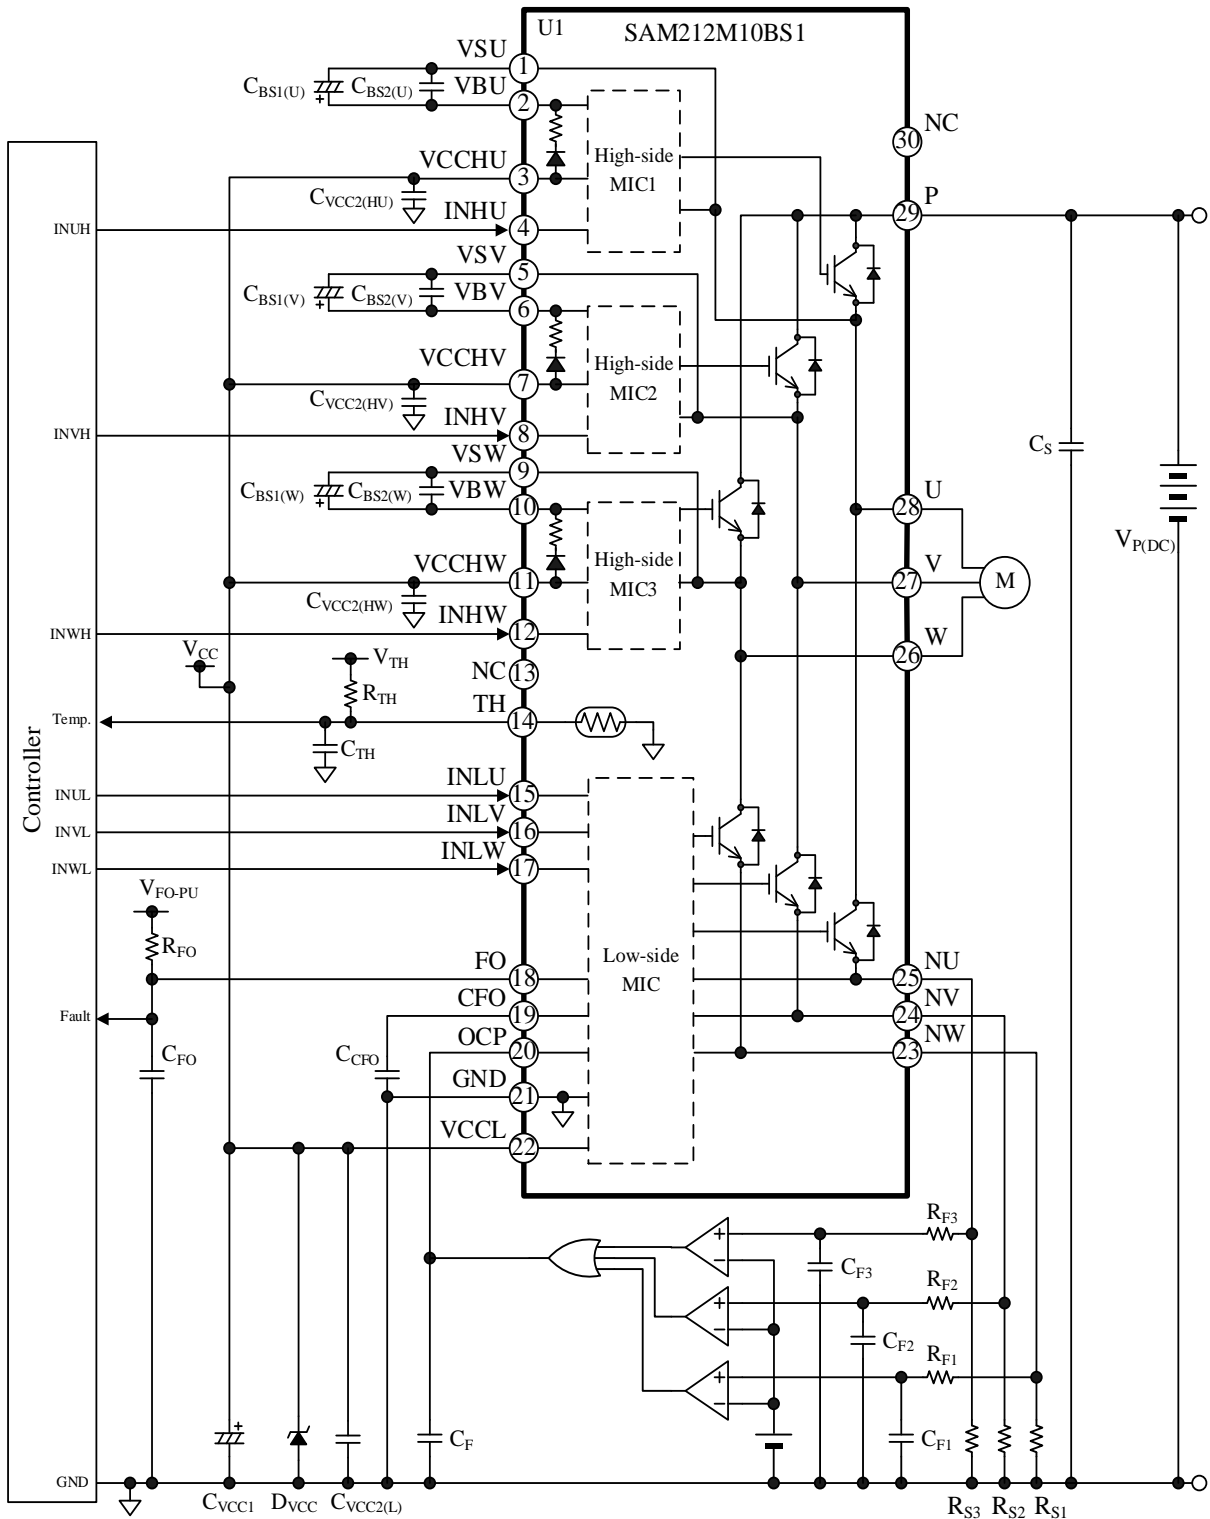 U1
SAM212M10BS1
VSU
1
CBS1(U)
CBS2(U)
VBU
2
NC
30
High-side
MIC1
VCCHU
3
CVCC2(HU)
P
29
INUH
INHU
4
VSV
5
CBS1(V)
CBS2(V)
VBV
6
High-side
MIC2
VCCHV
7
CVCC2(HV)
INVH
INHV
8
CS
VSW
9
CBS1(W)
CBS2(W)
VBW
10
U
28
VP(DC)
High-side
MIC3
VCCHW
11
CVCC2(HW)
V
27
M
INWH
INHW
12
W
26
VCC
VTH
NC
13
RTH
Temp.
TH
14
CTH
Controller
INUL
INLU
15
INVL
INLV
16
INWL
INLW
17
VFO-PU
RFO
Low-side
MIC
FO
18
NU
25
Fault
CFO
19
NV
24
CFO
CCFO
OCP
20
NW
23
GND
21
VCCL
22
RF3
+
−
CF3
RF2
+
−
CF2
RF1
+
−
CF1
+
CF
GND
CVCC1
DVCC
CVCC2(L)
RS3
RS2
RS1